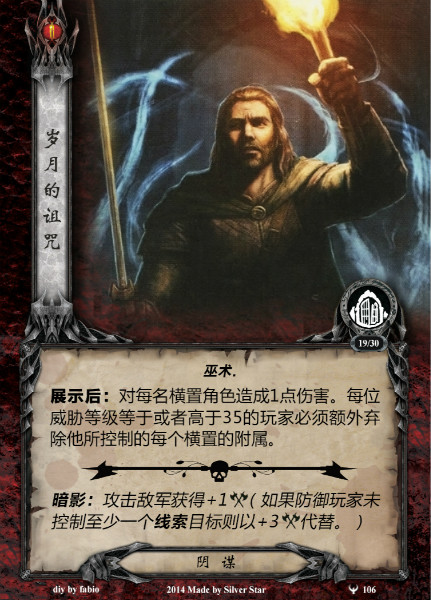 岁月的诅咒
19/30
巫术.
展示后：对每名横置角色造成1点伤害。每位
威胁等级等于或者高于35的玩家必须额外弃
除他所控制的每个横置的附属。
暗影：攻击敌军获得+1（如果防御玩家未
控制至少一个线索目标则以+3代替。）
阴谋
diy by fabio 2014 Made by Silver Star 106